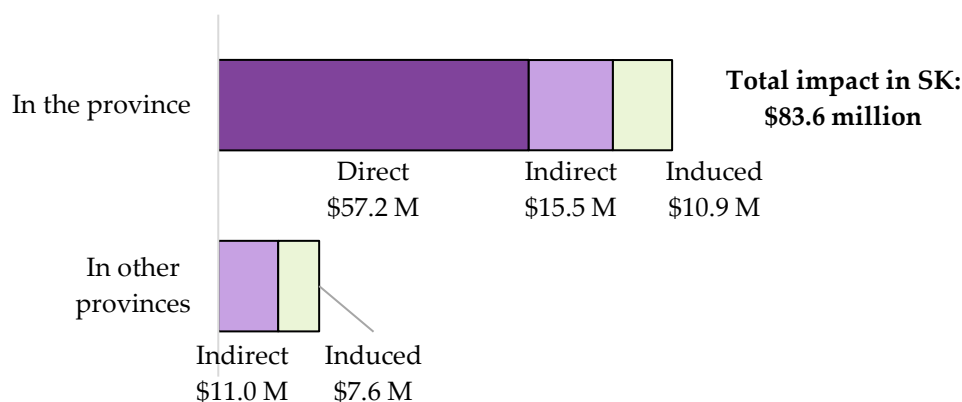 In the province
Total impact in SK:
$83.6 million
Direct
$57.2 M
Indirect
$15.5 M
Induced
$10.9 M
In other
provinces
Indirect
$11.0 M
Induced
$7.6 M